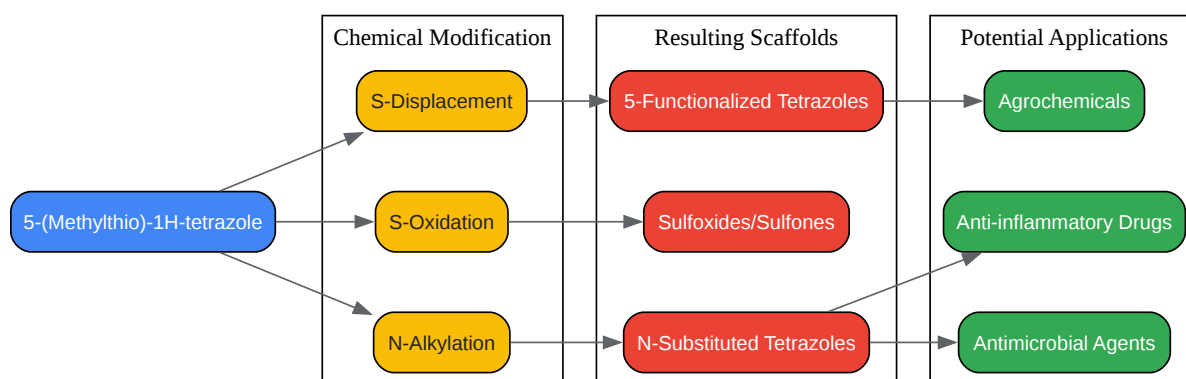 Chemical Modification
Resulting Scaffolds
Potential Applications
S-Displacement
5-Functionalized Tetrazoles
Agrochemicals
5-(Methylthio)-1H-tetrazole
S-Oxidation
Sulfoxides/Sulfones
Anti-inflammatory Drugs
N-Alkylation
N-Substituted Tetrazoles
Antimicrobial Agents